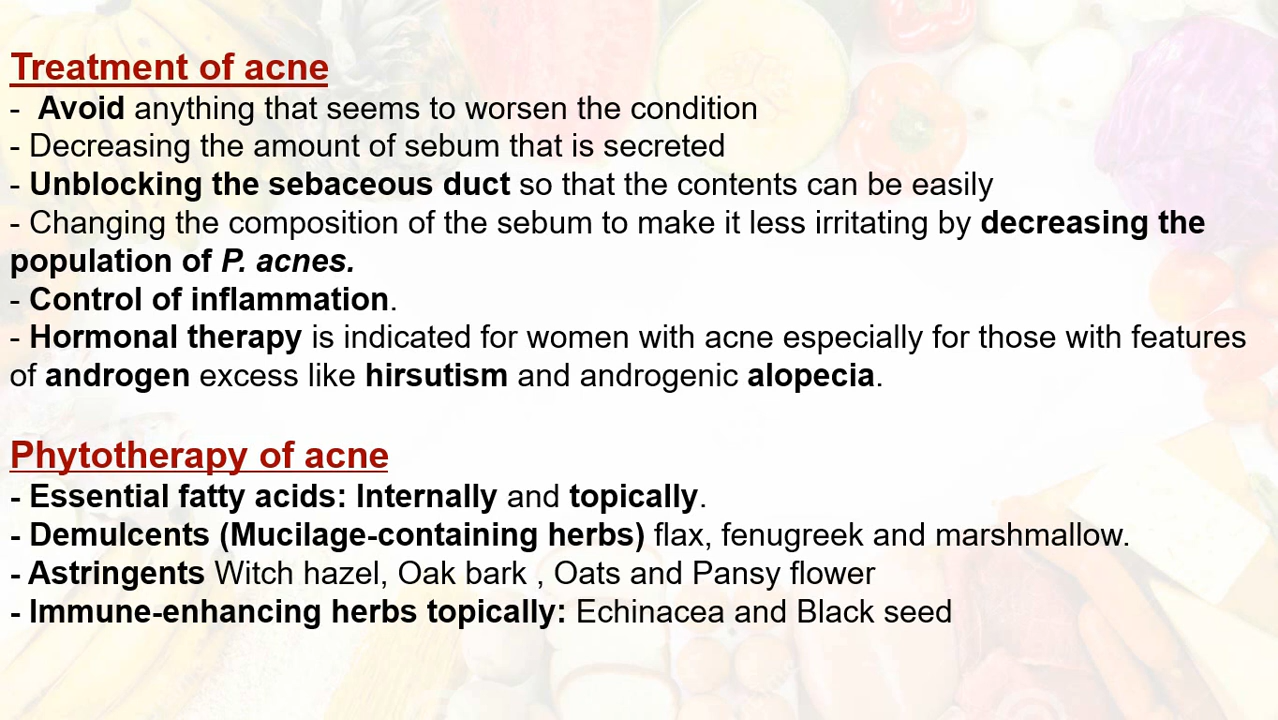 Treatment of acne
-  Avoid anything that seems to worsen the condition
- Decreasing the amount of sebum that is secreted
- Unblocking the sebaceous duct so that the contents can be easily
- Changing the composition of the sebum to make it less irritating by decreasing the
population of P. acnes.
- Control of inflammation.
- Hormonal therapy is indicated for women with acne especially for those with features
of androgen excess like hirsutism and androgenic alopecia.
Phytotherapy of acne
- Essential fatty acids: Internally and topically.
- Demulcents (Mucilage-containing herbs) flax, fenugreek and marshmallow.
- Astringents Witch hazel, Oak bark , Oats and Pansy flower
- Immune-enhancing herbs topically: Echinacea and Black seed